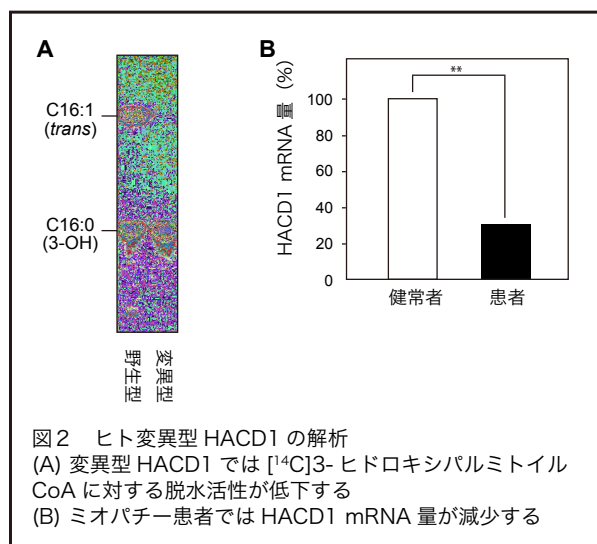 A
C16:1
(trans)
C16:0
(3-OH)
野生型
変異型
B
HACD1 mRNA 量 (%)
**
100
80
60
40
20
0
健常者
患者
図2 ヒト変異型 HACD1 の解析
(A) 変異型 HACD1 では [¹⁴C]3- ヒドロキシパルミトイル
CoA に対する脱水活性が低下する
(B) ミオパチー患者では HACD1 mRNA 量が減少する